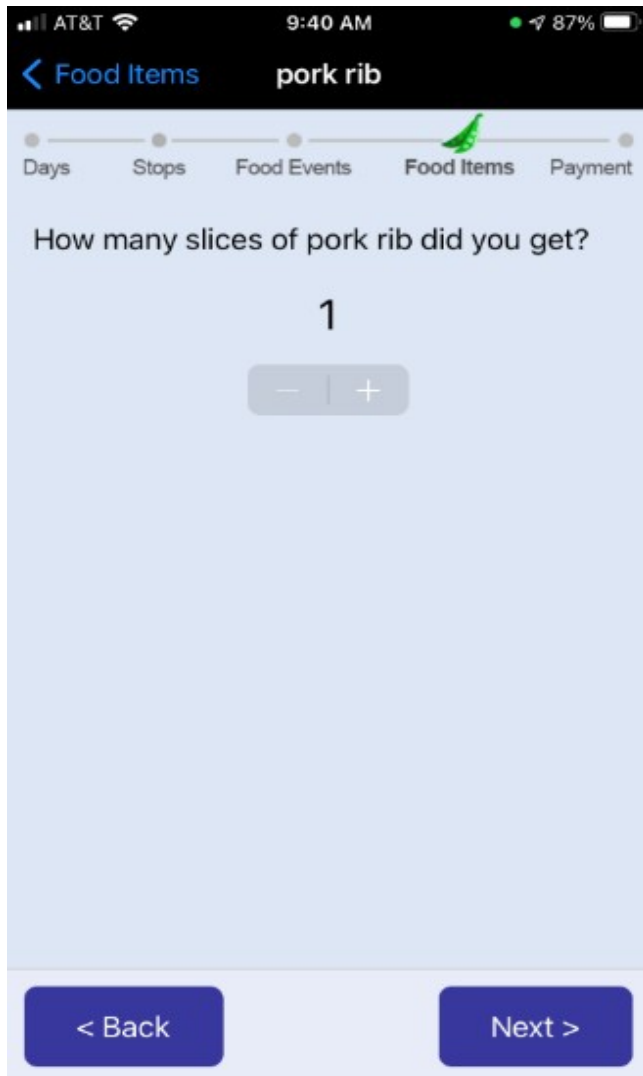 AT&T 9:40 AM 87%
Food Items pork rib
Days Stops Food Events Food Items Payment
How many slices of pork rib did you get?
1
− +
< Back Next >